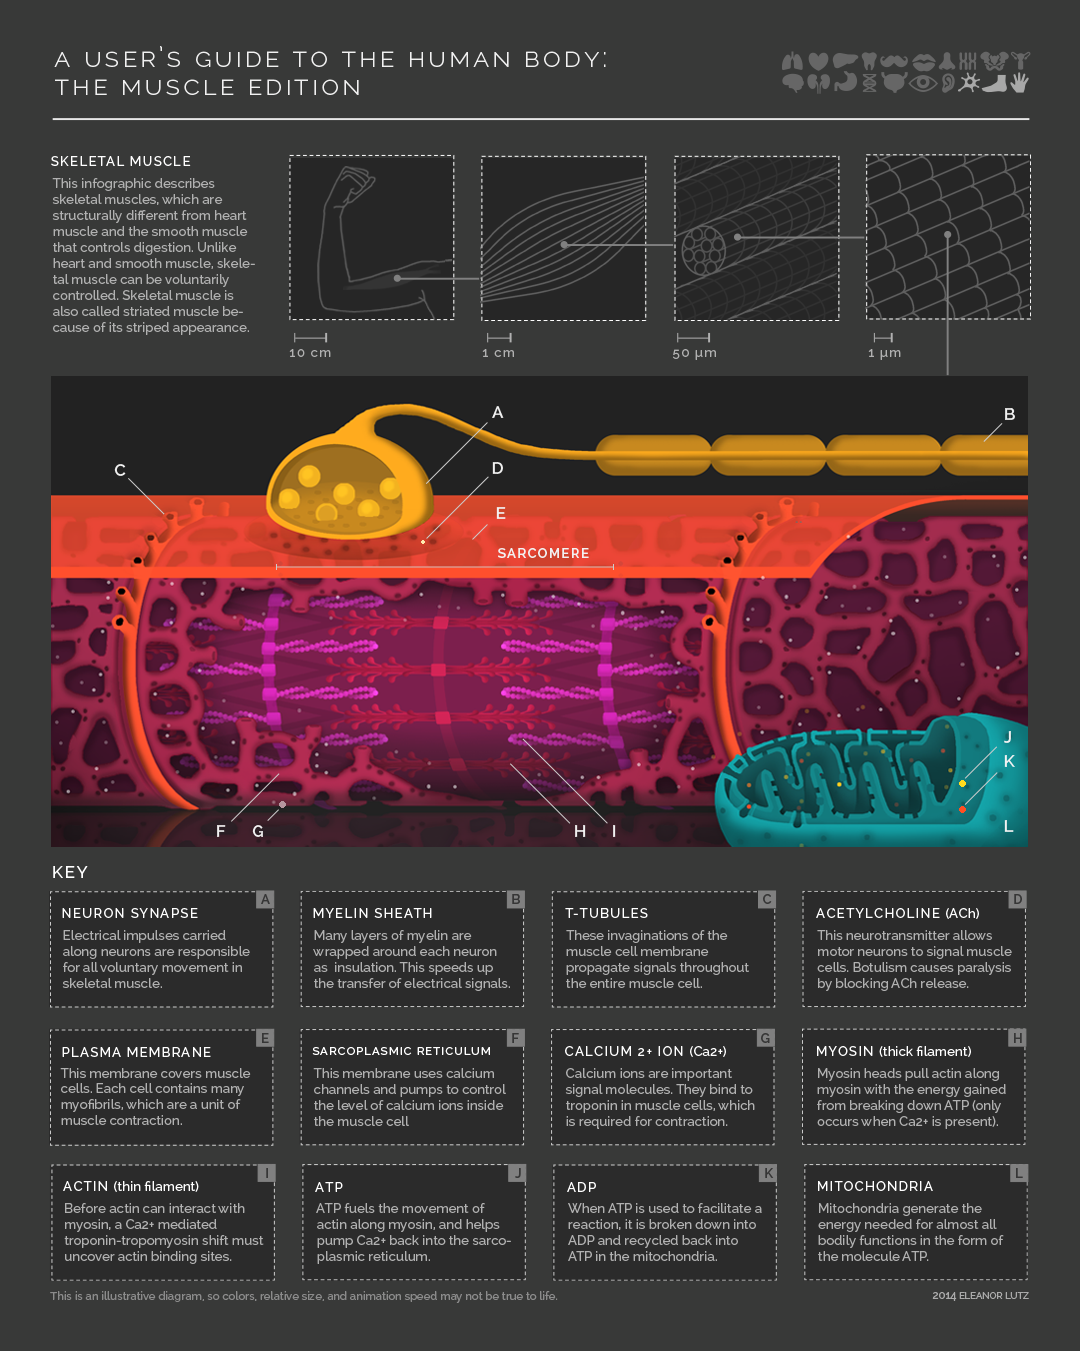 A USER'S GUIDE TO THE HUMAN BODY:
THE MUSCLE EDITION
SKELETAL MUSCLE
This infographic describes
skeletal muscles, which are
structurally different from heart
muscle and the smooth muscle
that controls digestion. Unlike
heart and smooth muscle, skele-
tal muscle can be voluntarily
controlled. Skeletal muscle is
also called striated muscle be-
cause of its striped appearance.
10 cm
1 cm
50 µm
1 µm
A
B
C
D
E
SARCOMERE
J
K
L
F
G
H
I
KEY
A
NEURON SYNAPSE
Electrical impulses carried
along neurons are responsible
for all voluntary movement in
skeletal muscle.
B
MYELIN SHEATH
Many layers of myelin are
wrapped around each neuron
as insulation. This speeds up
the transfer of electrical signals.
C
T-TUBULES
These invaginations of the
muscle cell membrane
propagate signals throughout
the entire muscle cell.
D
ACETYLCHOLINE (ACh)
This neurotransmitter allows
motor neurons to signal muscle
cells. Botulism causes paralysis
by blocking ACh release.
E
PLASMA MEMBRANE
This membrane covers muscle
cells. Each cell contains many
myofibrils, which are a unit of
muscle contraction.
F
SARCOPLASMIC RETICULUM
This membrane uses calcium
channels and pumps to control
the level of calcium ions inside
the muscle cell
G
CALCIUM 2+ ION (Ca2+)
Calcium ions are important
signal molecules. They bind to
troponin in muscle cells, which
is required for contraction.
H
MYOSIN (thick filament)
Myosin heads pull actin along
myosin with the energy gained
from breaking down ATP (only
occurs when Ca2+ is present).
I
ACTIN (thin filament)
Before actin can interact with
myosin, a Ca2+ mediated
troponin-tropomyosin shift must
uncover actin binding sites.
J
ATP
ATP fuels the movement of
actin along myosin, and helps
pump Ca2+ back into the sarco-
plasmic reticulum.
K
ADP
When ATP is used to facilitate a
reaction, it is broken down into
ADP and recycled back into
ATP in the mitochondria.
L
MITOCHONDRIA
Mitochondria generate the
energy needed for almost all
bodily functions in the form of
the molecule ATP.
This is an illustrative diagram, so colors, relative size, and animation speed may not be true to life.
2014 ELEANOR LUTZ